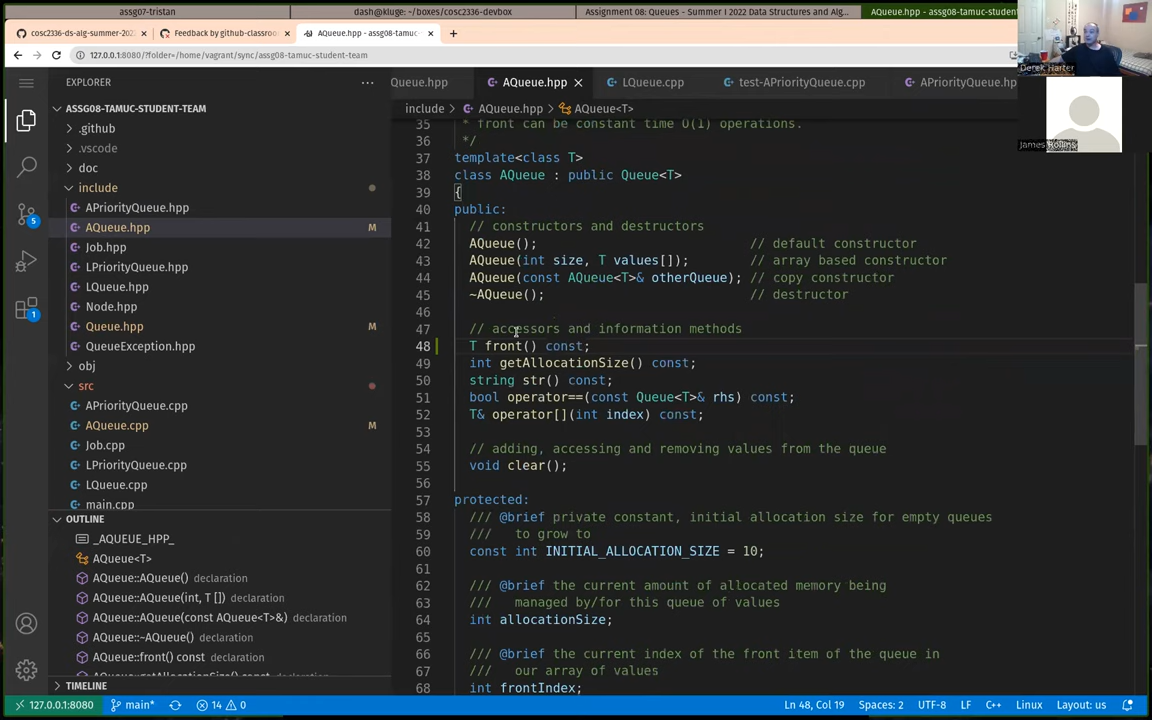 assg07-tristan
dash@kluge: ~/boxes/cosc2336-devbox
Assignment 08: Queues - Summer I 2022 Data Structures and Alg...
AQueue.hpp - assg08-tamuc-student
cosc2336-ds-alg-summer-202
Feedback by github-classroo
AQueue.hpp - assg08-tamuc-
127.0.0.1:8080/?folder=/home/vagrant/sync/assg08-tamuc-student-team
Derek Harter
James Rollins
EXPLORER
ASSG08-TAMUC-STUDENT-TEAM
.github
.vscode
doc
include
APriorityQueue.hpp
AQueue.hpp M
Job.hpp
LPriorityQueue.hpp
LQueue.hpp
Node.hpp
Queue.hpp M
QueueException.hpp
obj
src
APriorityQueue.cpp
AQueue.cpp M
Job.cpp
LPriorityQueue.cpp
LQueue.cpp
main.cpp
OUTLINE
_AQUEUE_HPP_
AQueue<T>
AQueue::AQueue() declaration
AQueue::AQueue(int, T []) declaration
AQueue::AQueue(const AQueue<T>&) declaration
AQueue::~AQueue() declaration
AQueue::front() const declaration
AQueue::getAllocationSize() const declaration
TIMELINE
5
1
Queue.hpp
AQueue.hpp
LQueue.cpp
test-APriorityQueue.cpp
APriorityQueue.h
include > AQueue.hpp > AQueue<T>
35 * front can be constant time O(1) operations.
36 */
37 template<class T>
38 class AQueue : public Queue<T>
39 {
40 public:
41 // constructors and destructors
42 AQueue(); // default constructor
43 AQueue(int size, T values[]); // array based constructor
44 AQueue(const AQueue<T>& otherQueue); // copy constructor
45 ~AQueue(); // destructor
46
47 // accessors and information methods
48 T front() const;
49 int getAllocationSize() const;
50 string str() const;
51 bool operator==(const Queue<T>& rhs) const;
52 T& operator[](int index) const;
53
54 // adding, accessing and removing values from the queue
55 void clear();
56
57 protected:
58 /// @brief private constant, initial allocation size for empty queues
59 /// to grow to
60 const int INITIAL_ALLOCATION_SIZE = 10;
61
62 /// @brief the current amount of allocated memory being
63 /// managed by/for this queue of values
64 int allocationSize;
65
66 /// @brief the current index of the front item of the queue in
67 /// our array of values
68 int frontIndex;
127.0.0.1:8080
main*
14
0
Ln 48, Col 19
Spaces: 2
UTF-8
LF
C++
Linux
Layout: us